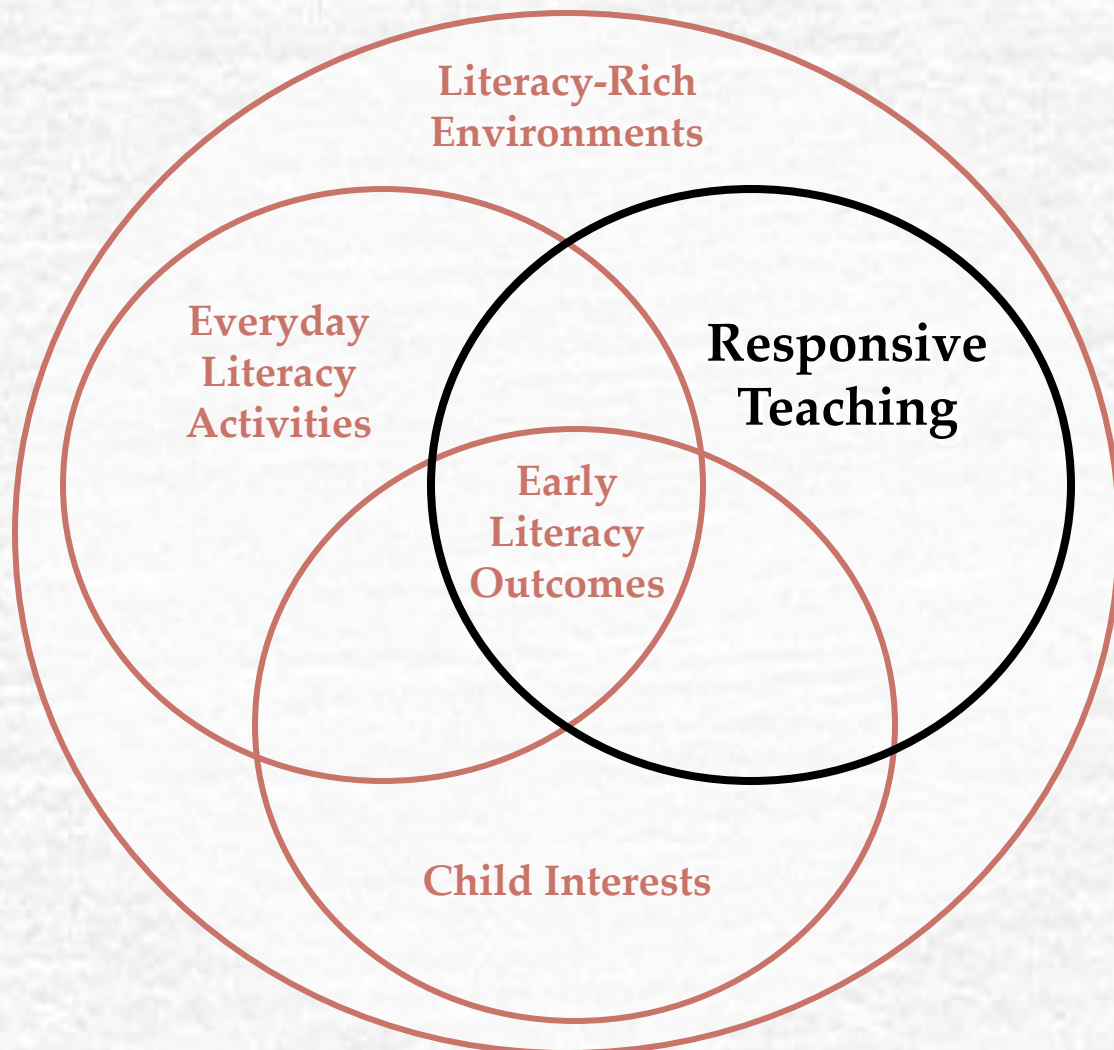 Literacy-Rich
Environments
Everyday
Literacy
Activities
Responsive
Teaching
Early
Literacy
Outcomes
Child Interests